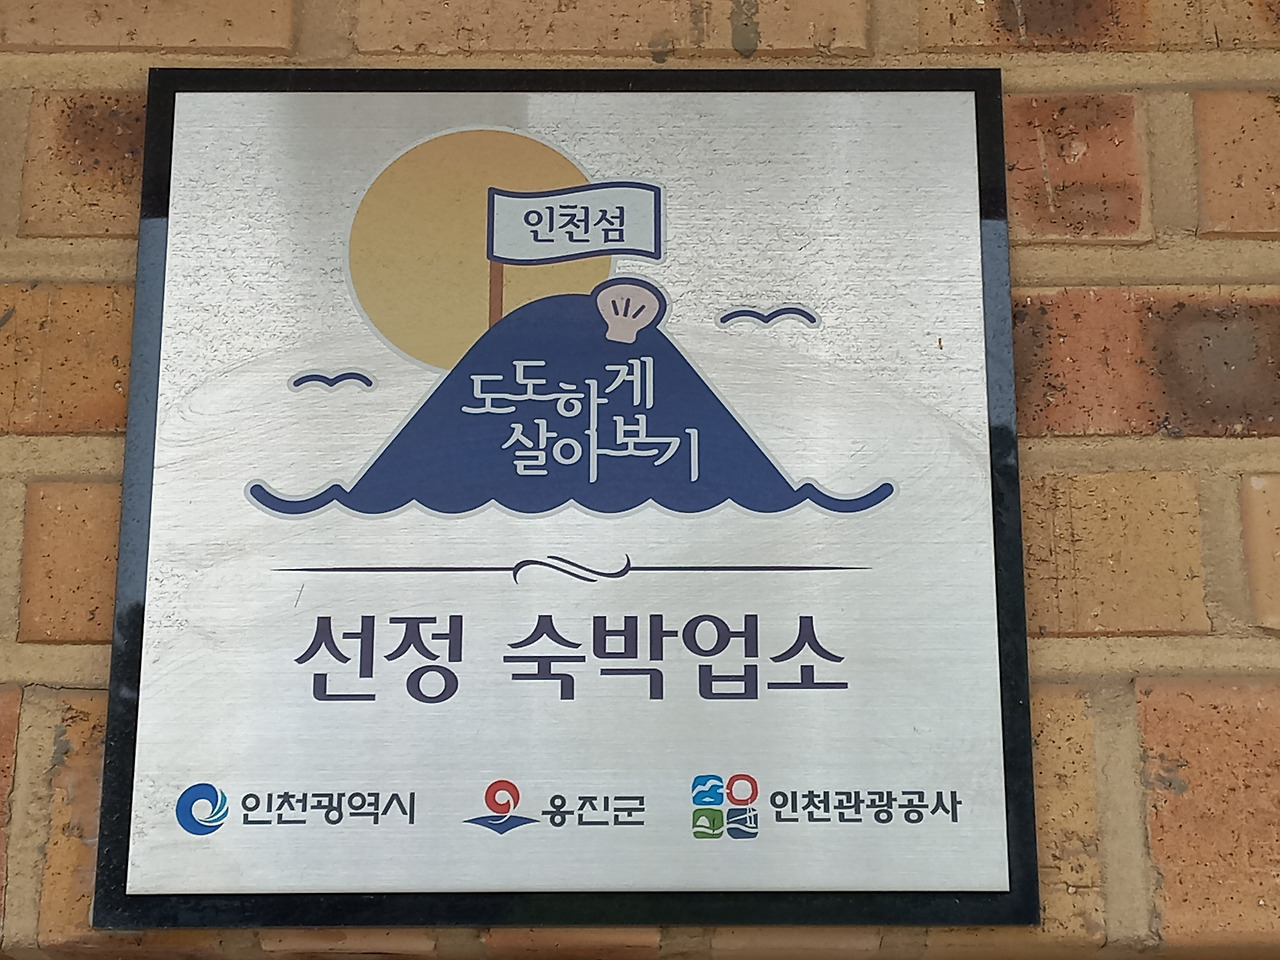 인천섬
도도하게
살아보기
선정 숙박업소
인천광역시 옹진군 인천관광공사